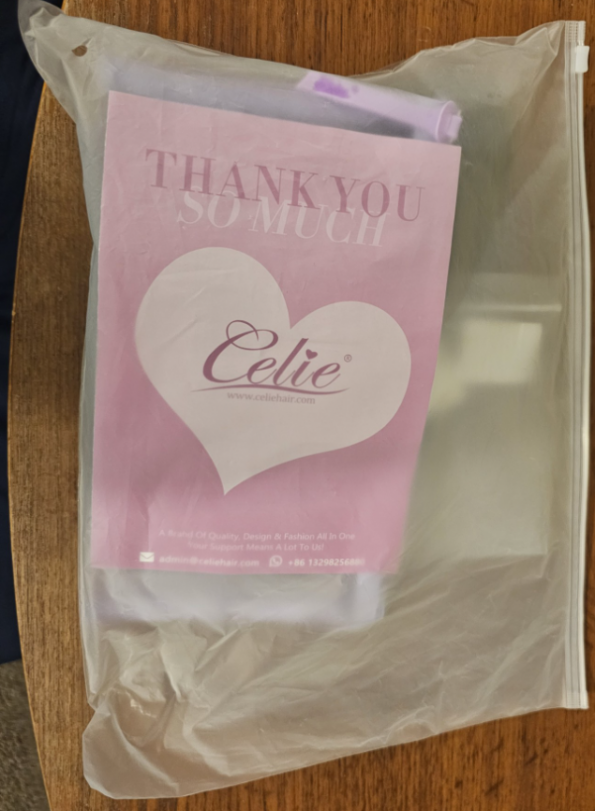 THANK YOU
SO MUCH
Celie®
www.celiehair.com
A Brand Of Quality, Design & Fashion All In One
Your Support Means A Lot To Us!
admin@celiehair.com +86